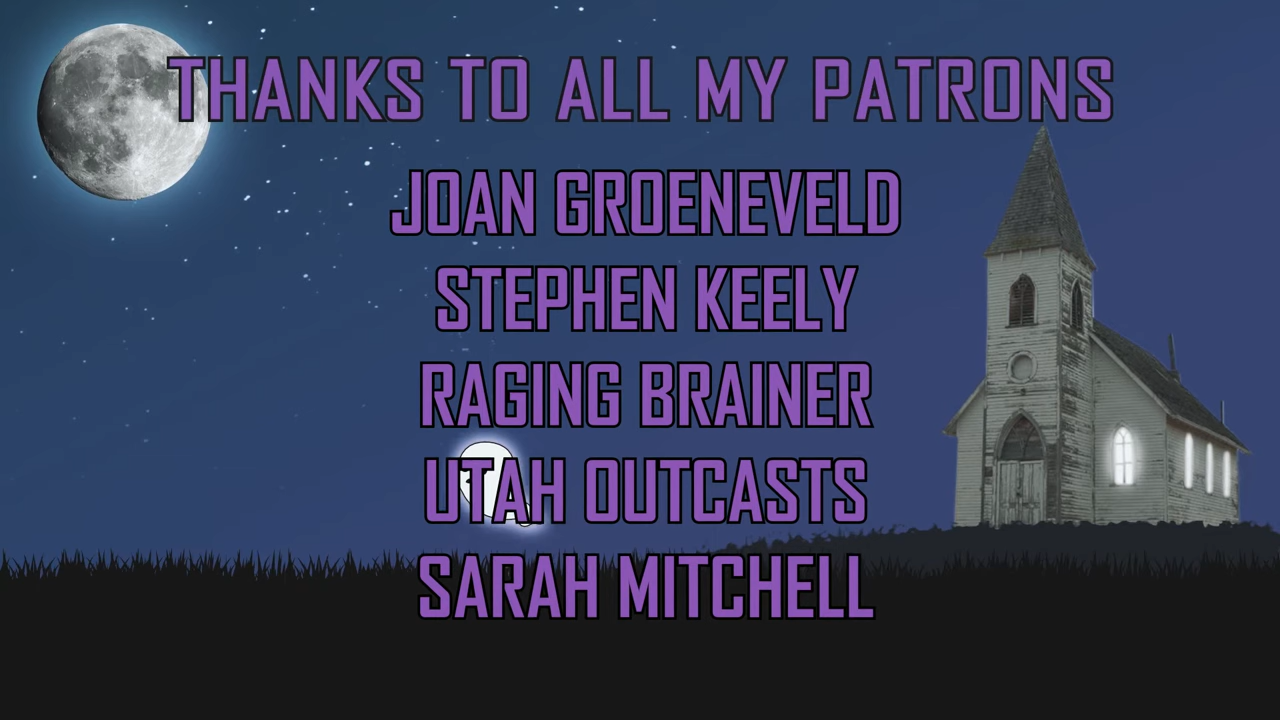 THANKS TO ALL MY PATRONS
JOAN GROENEVELD
STEPHEN KEELY
RAGING BRAINER
UTAH OUTCASTS
SARAH MITCHELL